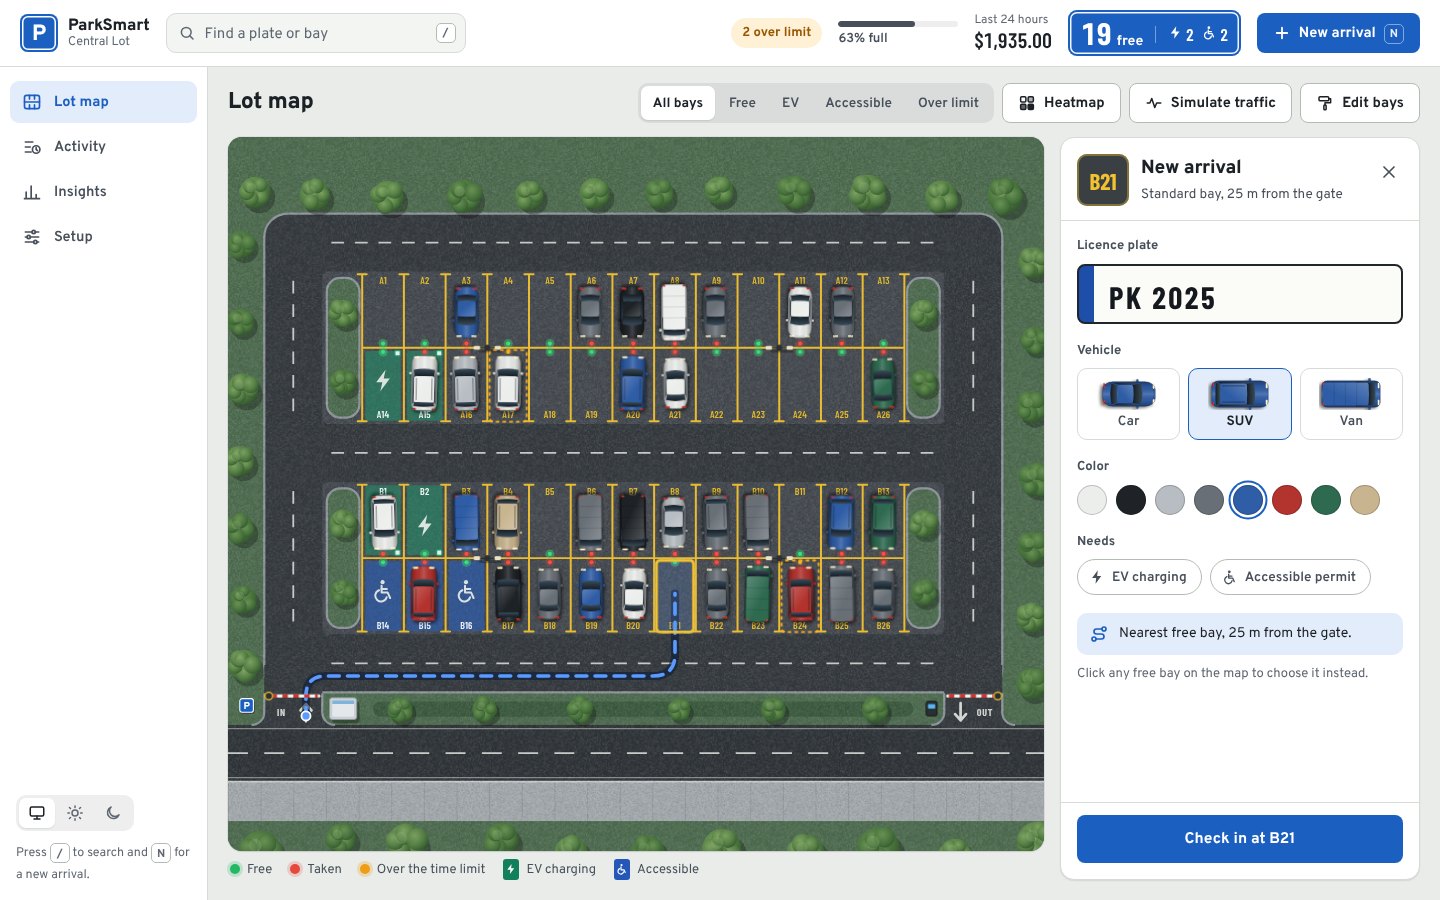 P
ParkSmart
Central Lot
Find a plate or bay
/
2 over limit
63% full
Last 24 hours
$1,935.00
19 free
2
2
New arrival
N
Lot map
Activity
Insights
Setup
Press / to search and N for
a new arrival.
Lot map
All bays
Free
EV
Accessible
Over limit
Heatmap
Simulate traffic
Edit bays
A1 A2 A3 A4 A5 A6 A7 A8 A9 A10 A11 A12 A13
A14 A15 A16 A17 A18 A19 A20 A21 A22 A23 A24 A25 A26
B1 B2 B3 B4 B5 B6 B7 B8 B9 B10 B11 B12 B13
B14 B15 B16 B17 B18 B19 B20 B22 B23 B24 B25 B26
P
IN
OUT
Free
Taken
Over the time limit
EV charging
Accessible
B21
New arrival
Standard bay, 25 m from the gate
Licence plate
PK 2025
Vehicle
Car
SUV
Van
Color
Needs
EV charging
Accessible permit
Nearest free bay, 25 m from the gate.
Click any free bay on the map to choose it instead.
Check in at B21